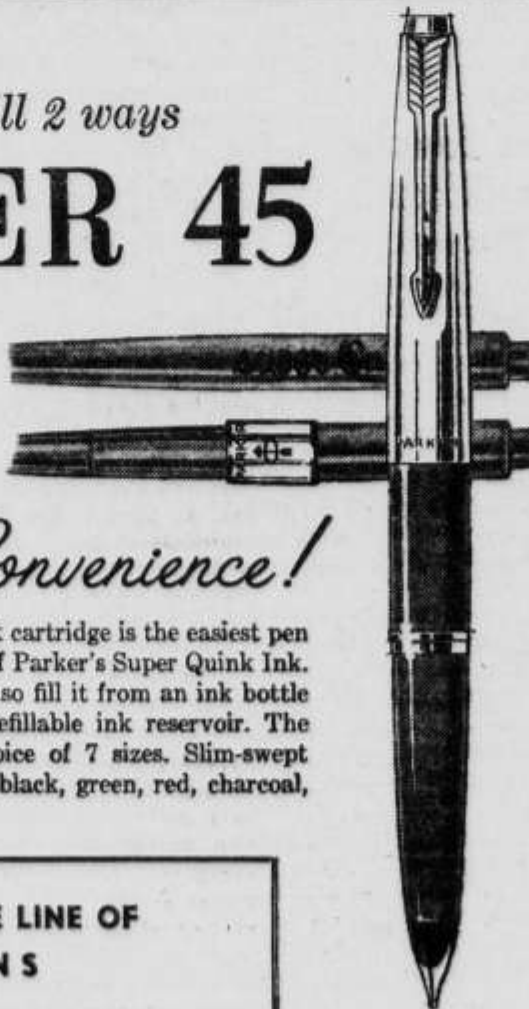 ll 2 ways
ER 45
PARKER
PARKER
onvenience!
cartridge is the easiest pen
f Parker's Super Quink Ink.
so fill it from an ink bottle
efillable ink reservoir. The
oice of 7 sizes. Slim-swept
black, green, red, charcoal,
E LINE OF
N S